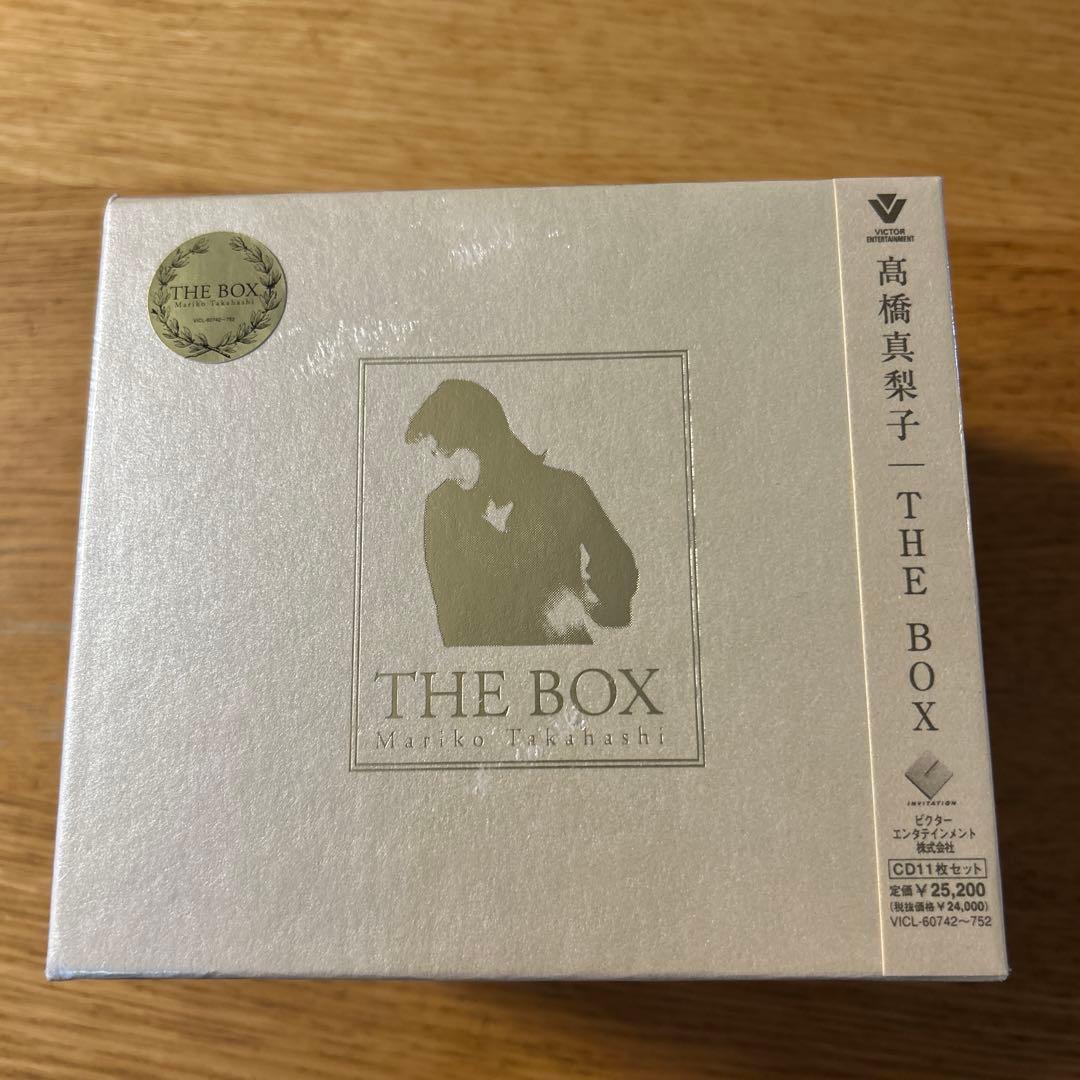 THE BOX
Mariko Takahashi
VICL-60742～752
THE BOX
Mariko Takahashi
VICTOR
ENTERTAINMENT
髙橋真梨子｜THE BOX
INVITATION
ビクター
エンタテインメント
株式会社
CD11枚セット
定価￥25,200
(税抜価格￥24,000)
VICL-60742～752